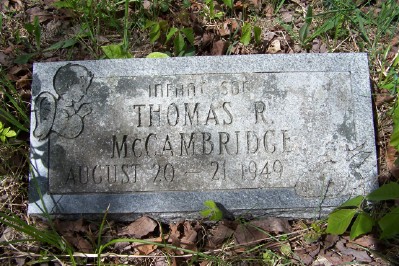 INFANT SON
THOMAS R.
McCAMBRIDGE
AUGUST 20 - 21, 1949